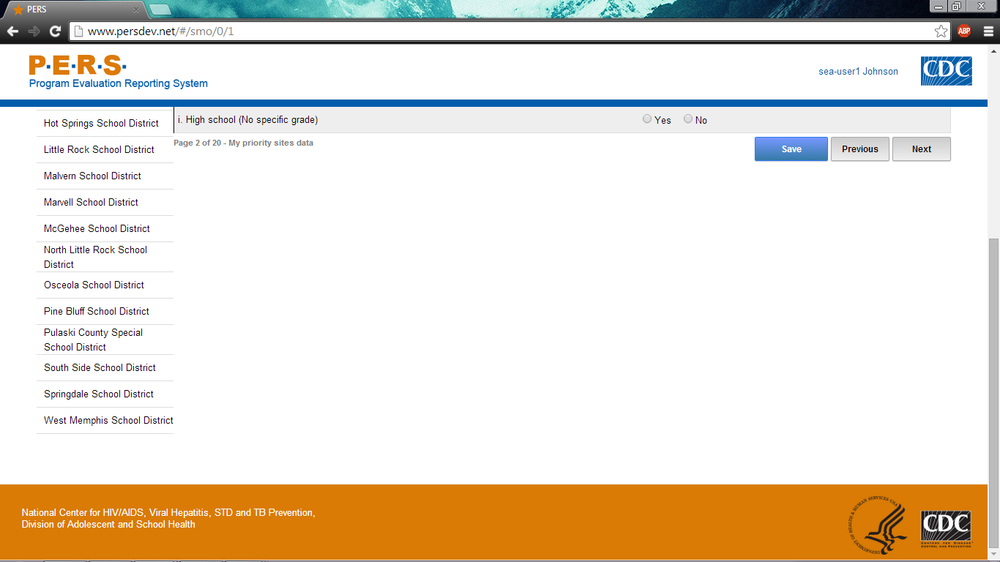 PERS
www.persdev.net/#/smo/0/1
ABP
P·E·R·S·
Program Evaluation Reporting System
sea-user1 Johnson
CDC
Hot Springs School District
i. High school (No specific grade)
Yes
No
Little Rock School District
Page 2 of 20 - My priority sites data
Save
Previous
Next
Malvern School District
Marvell School District
McGehee School District
North Little Rock School
District
Osceola School District
Pine Bluff School District
Pulaski County Special
School District
South Side School District
Springdale School District
West Memphis School District
National Center for HIV/AIDS, Viral Hepatitis, STD and TB Prevention,
Division of Adolescent and School Health
DEPARTMENT OF HEALTH & HUMAN SERVICES·USA
CDC
CENTERS FOR DISEASE
CONTROL AND PREVENTION